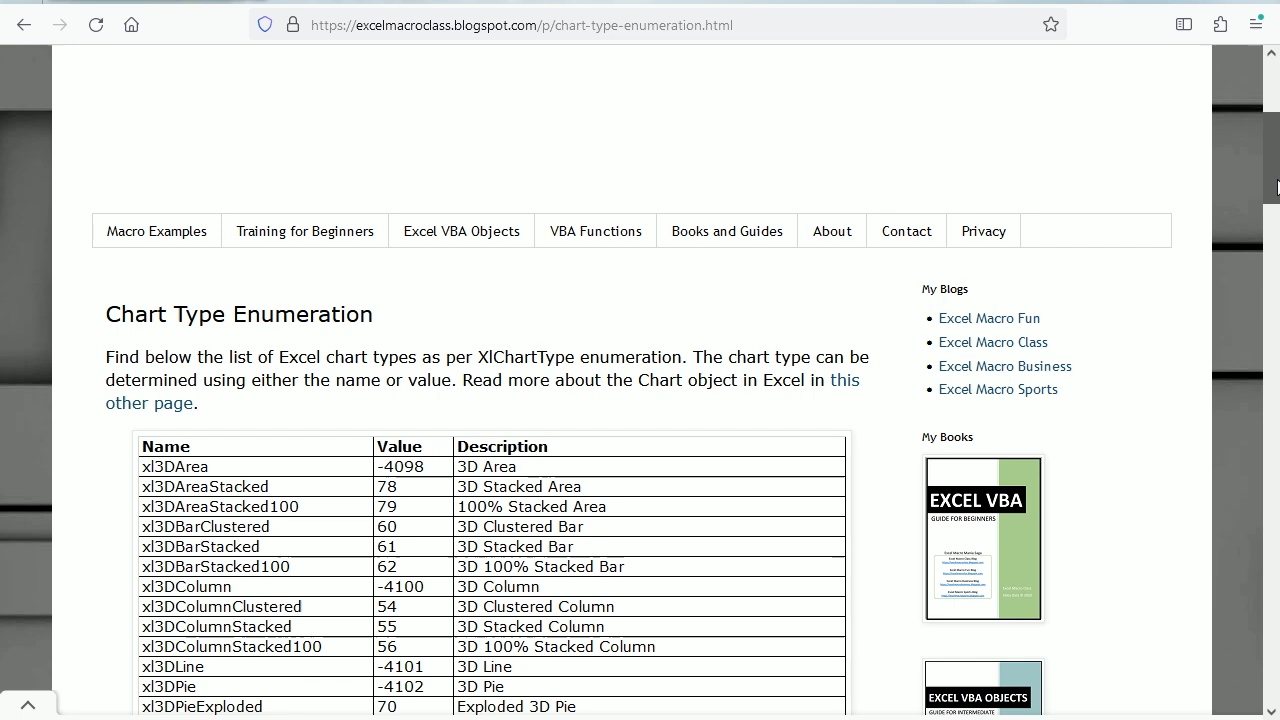 https://excelmacroclass.blogspot.com/p/chart-type-enumeration.html
Macro Examples Training for Beginners Excel VBA Objects VBA Functions Books and Guides About Contact Privacy
Chart Type Enumeration
Find below the list of Excel chart types as per XlChartType enumeration. The chart type can be
determined using either the name or value. Read more about the Chart object in Excel in this
other page.
Name Value Description
xl3DArea -4098 3D Area
xl3DAreaStacked 78 3D Stacked Area
xl3DAreaStacked100 79 100% Stacked Area
xl3DBarClustered 60 3D Clustered Bar
xl3DBarStacked 61 3D Stacked Bar
xl3DBarStacked100 62 3D 100% Stacked Bar
xl3DColumn -4100 3D Column
xl3DColumnClustered 54 3D Clustered Column
xl3DColumnStacked 55 3D Stacked Column
xl3DColumnStacked100 56 3D 100% Stacked Column
xl3DLine -4101 3D Line
xl3DPie -4102 3D Pie
xl3DPieExploded 70 Exploded 3D Pie
My Blogs
Excel Macro Fun
Excel Macro Class
Excel Macro Business
Excel Macro Sports
My Books
EXCEL VBA
GUIDE FOR BEGINNERS
EXCEL VBA OBJECTS
GUIDE FOR INTERMEDIATE